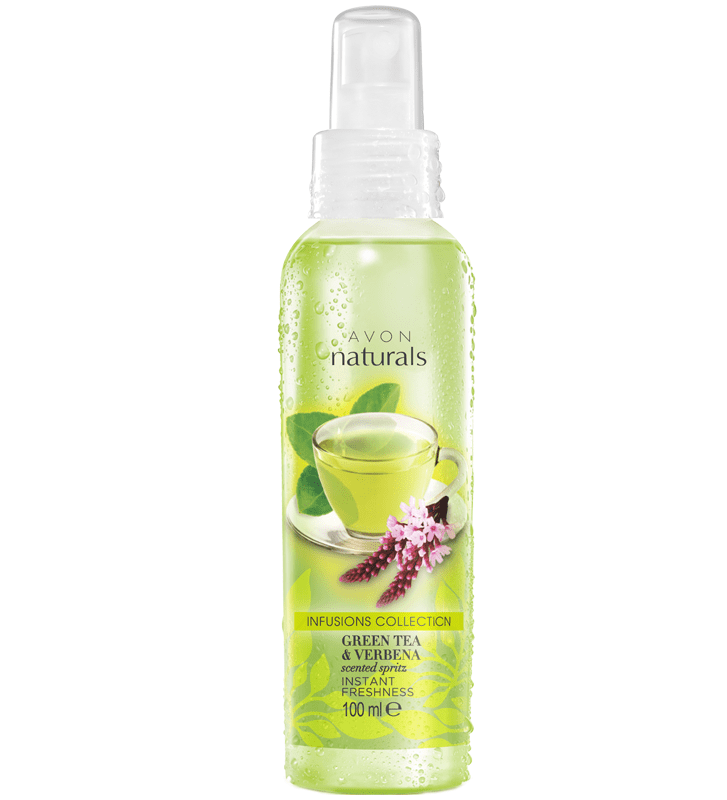 AVON
naturals
INFUSIONS COLLECTION
GREEN TEA
& VERBENA
scented spritz
INSTANT
FRESHNESS
100 ml ℮